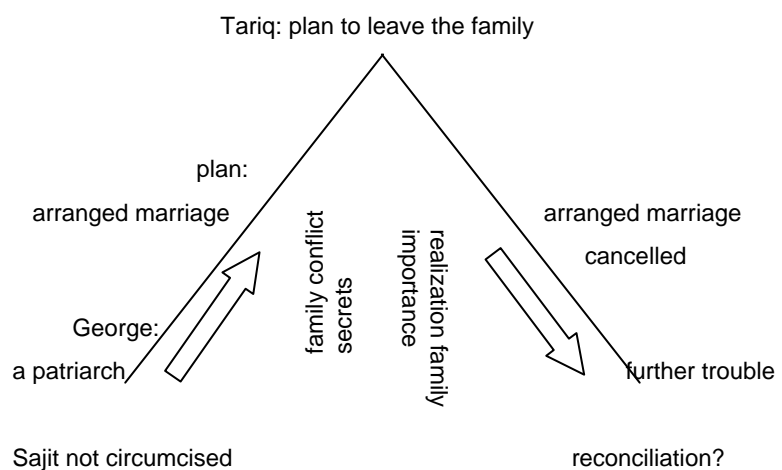 Tariq: plan to leave the family
plan:
arranged marriage
George:
a patriarch
Sajit not circumcised
family conflict
secrets
realization family
importance
arranged marriage
cancelled
further trouble
reconciliation?